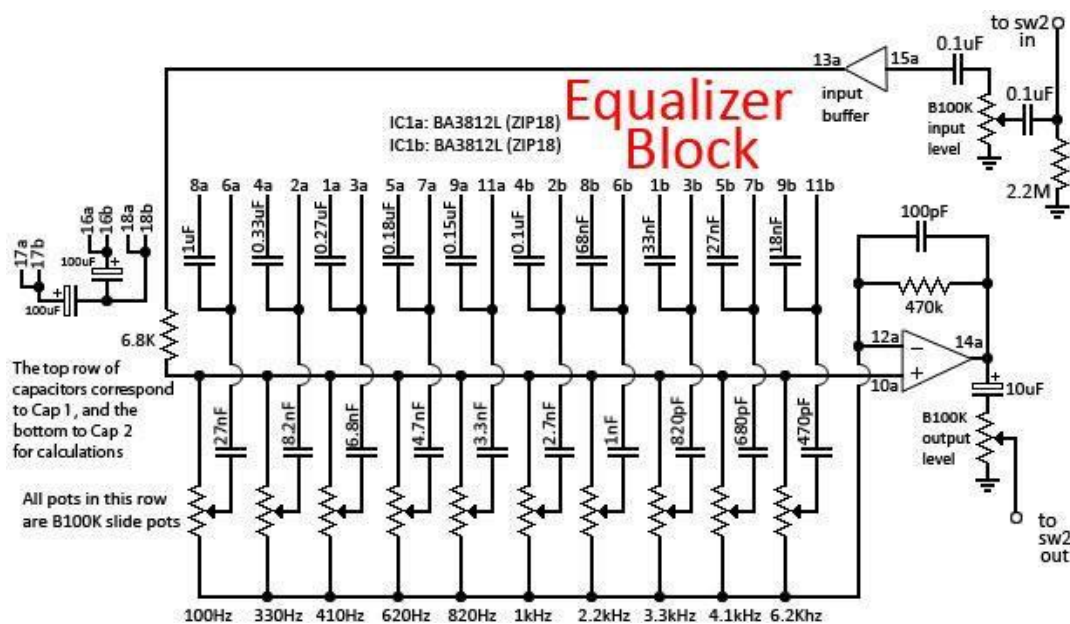 to sw2
in
0.1uF
13a
15a
input
buffer
B100K
input
level
0.1uF
2.2M
Equalizer
Block
IC1a: BA3812L (ZIP18)
IC1b: BA3812L (ZIP18)
8a 6a 4a 2a 1a 3a 5a 7a 9a 11a 4b 2b 8b 6b 1b 3b 5b 7b 9b 11b
1uF
0.33uF
0.27uF
0.18uF
0.15uF
0.1uF
68nF
33nF
27nF
18nF
16a
16b
18a
18b
17a
17b
100uF
+
100uF
+
6.8K
100pF
470k
12a
−
14a
10a
+
+
10uF
B100K
output
level
to
sw2
out
The top row of
capacitors correspond
to Cap 1, and the
bottom to Cap 2
for calculations
27nF
8.2nF
6.8nF
4.7nF
3.3nF
2.7nF
1nF
820pF
680pF
470pF
All pots in this row
are B100K slide pots
100Hz 330Hz 410Hz 620Hz 820Hz 1kHz 2.2kHz 3.3kHz 4.1kHz 6.2Khz